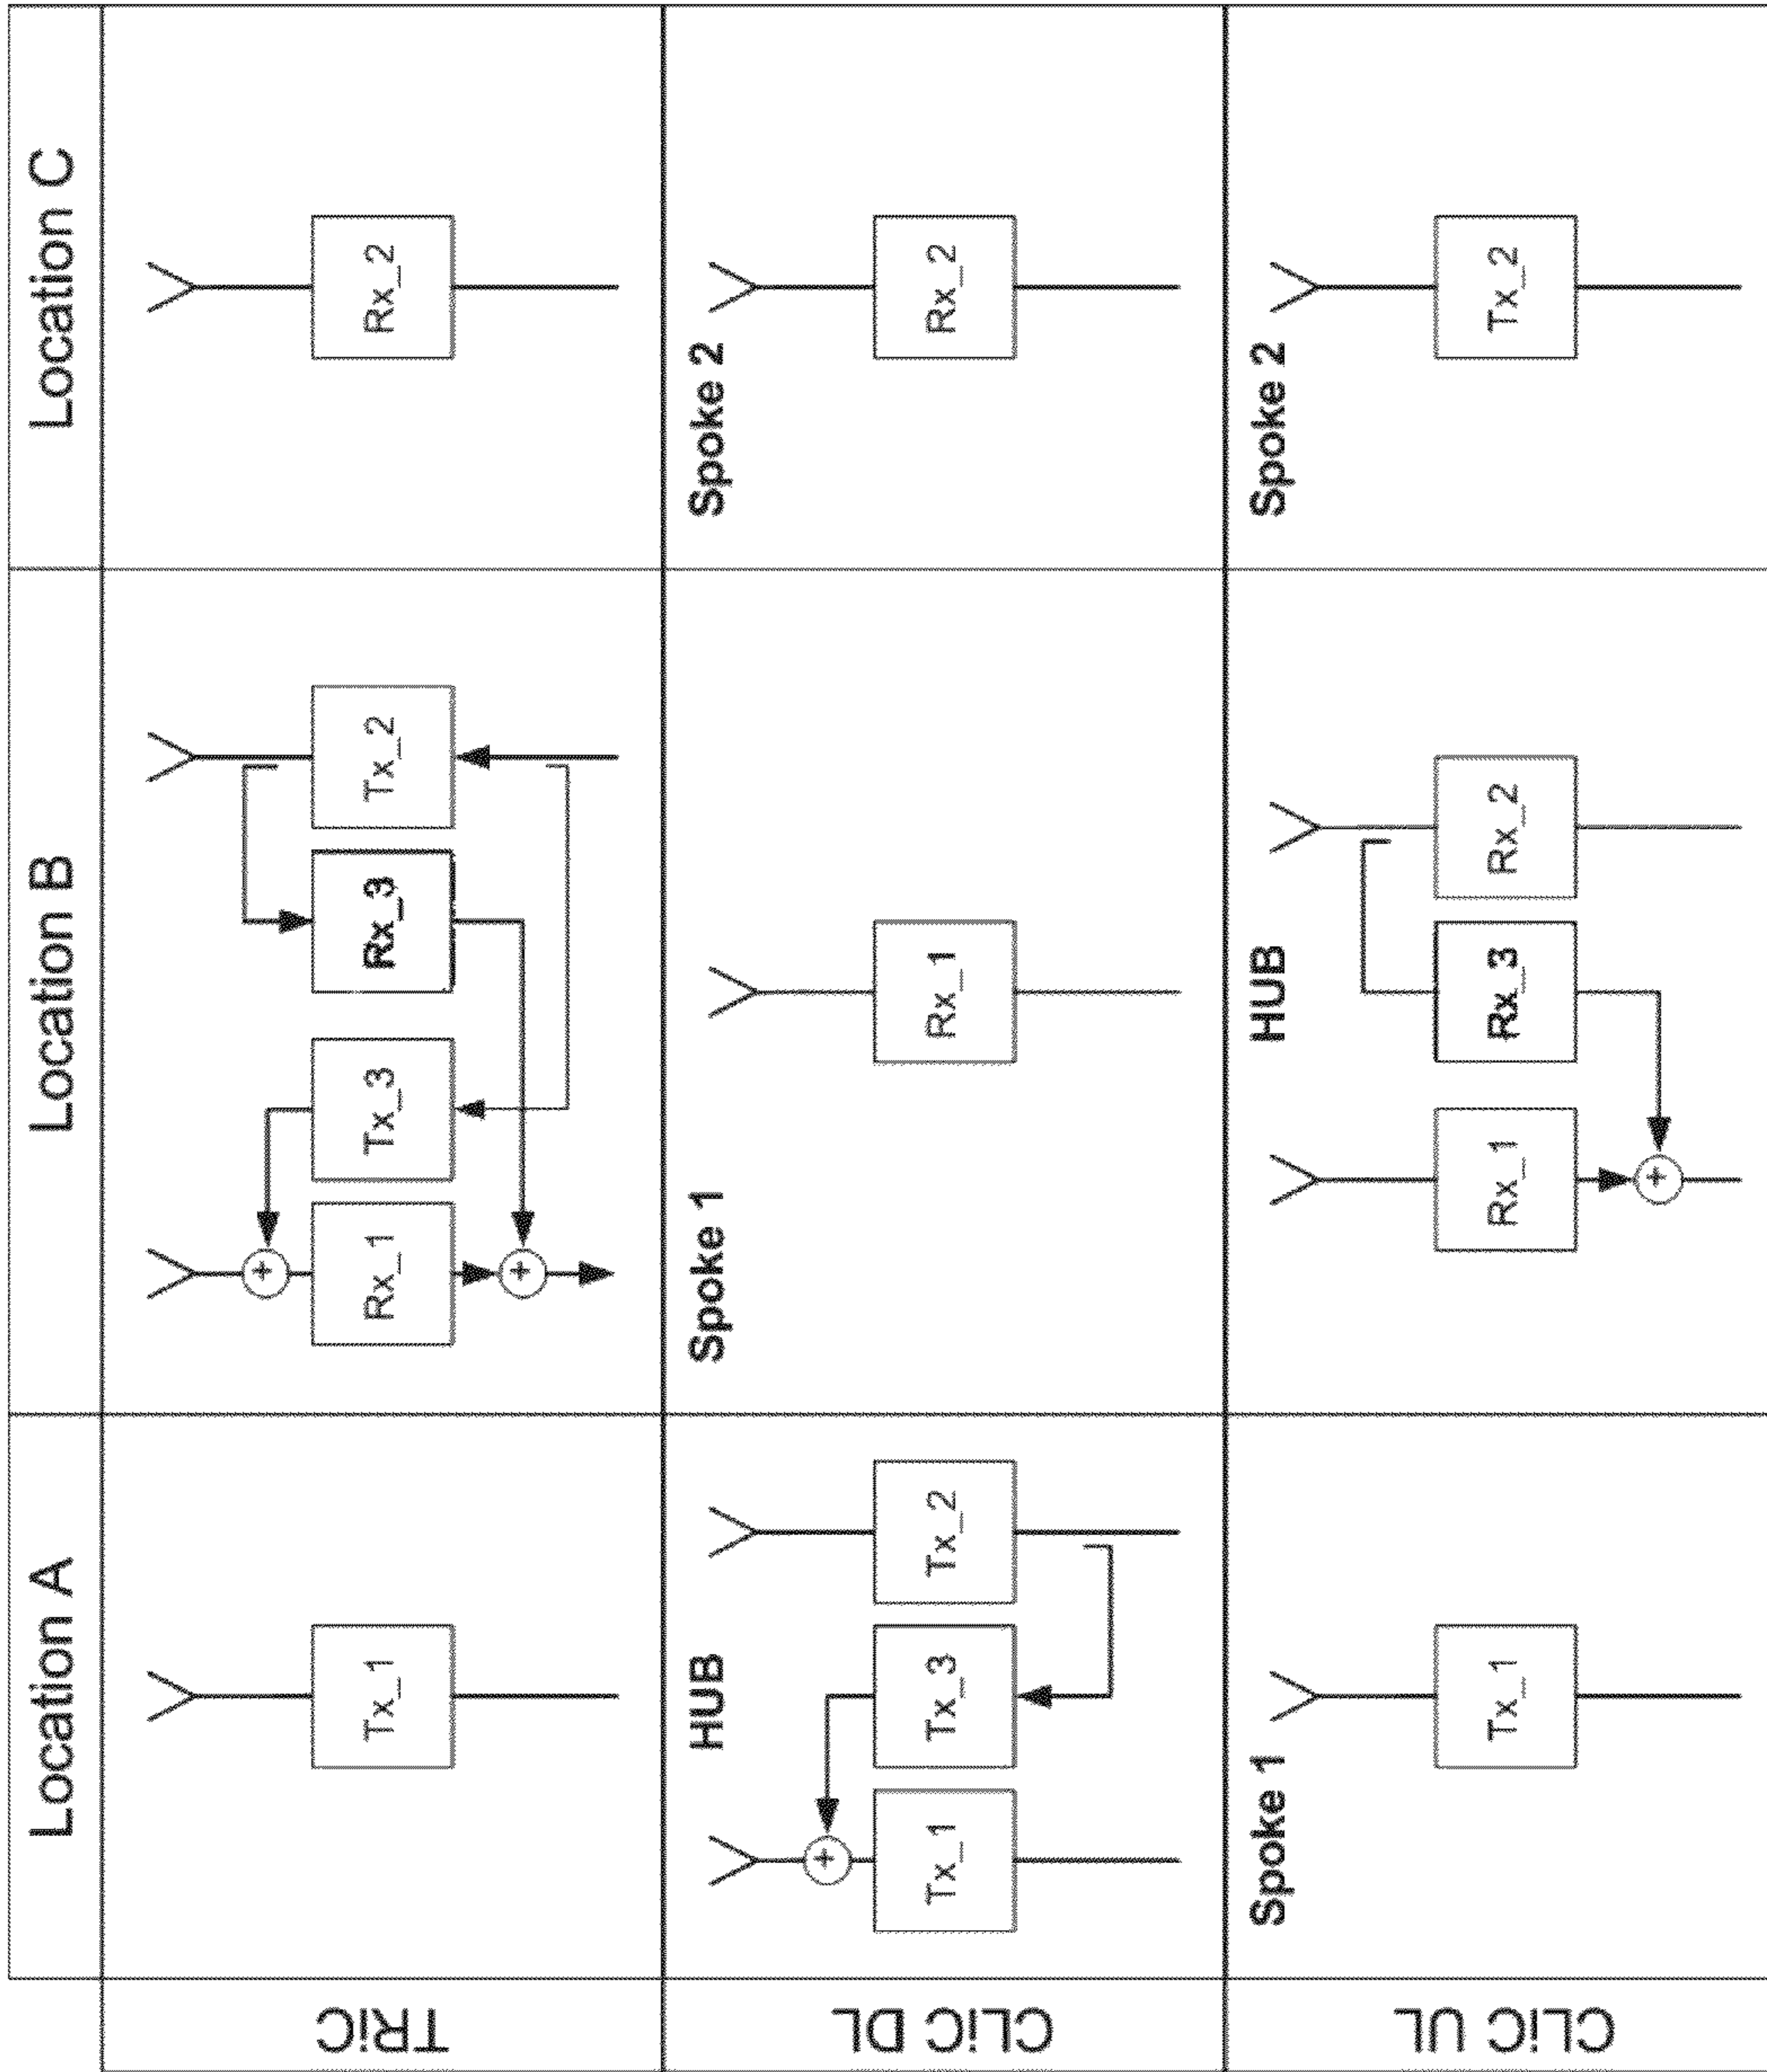 Location A
Location B
Location C
TRiC
Tx_1
+
Rx_1
+
Tx_3
Rx_3
Tx_2
Rx_2
CLiC DL
HUB
+
Tx_1
Tx_3
Tx_2
Spoke 1
Rx_1
Spoke 2
Rx_2
CLiC UL
Spoke 1
Tx_1
HUB
Rx_1
+
Rx_3
Rx_2
Spoke 2
Tx_2